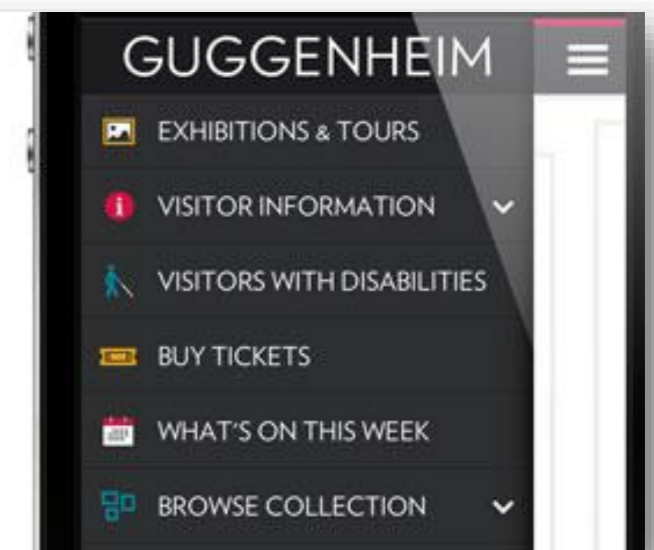 GUGGENHEIM
EXHIBITIONS & TOURS
VISITOR INFORMATION
VISITORS WITH DISABILITIES
BUY TICKETS
WHAT'S ON THIS WEEK
BROWSE COLLECTION